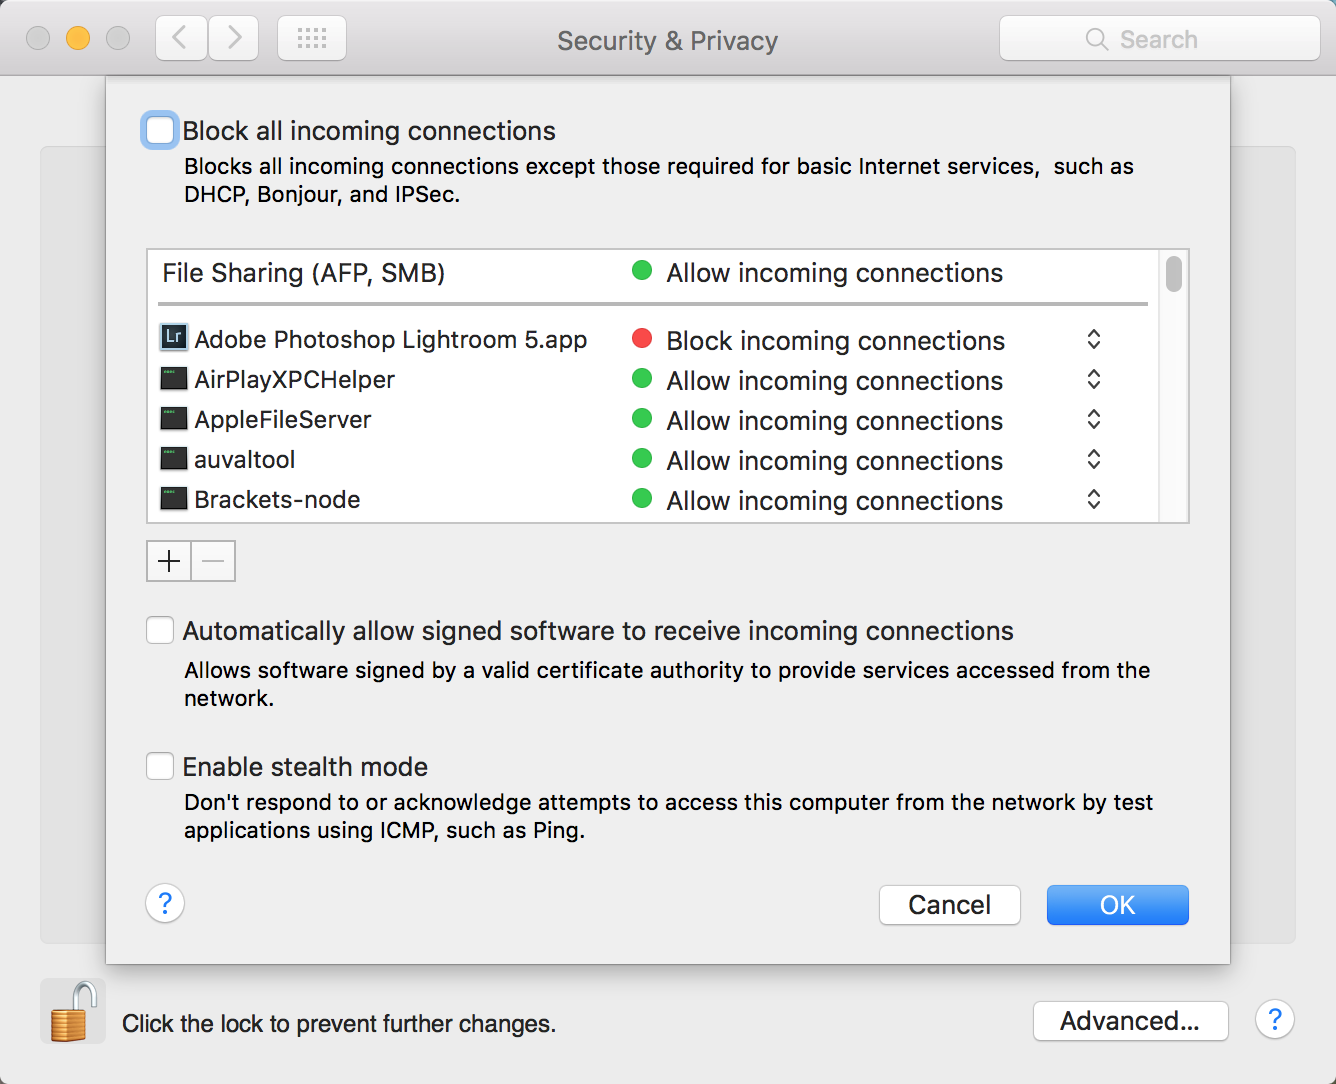 Security & Privacy
Search
Block all incoming connections
Blocks all incoming connections except those required for basic Internet services,  such as
DHCP, Bonjour, and IPSec.
File Sharing (AFP, SMB) Allow incoming connections
Lr Adobe Photoshop Lightroom 5.app Block incoming connections
AirPlayXPCHelper Allow incoming connections
AppleFileServer Allow incoming connections
auvaltool Allow incoming connections
Brackets-node Allow incoming connections
+ −
Automatically allow signed software to receive incoming connections
Allows software signed by a valid certificate authority to provide services accessed from the
network.
Enable stealth mode
Don't respond to or acknowledge attempts to access this computer from the network by test
applications using ICMP, such as Ping.
? Cancel OK
Click the lock to prevent further changes. Advanced... ?